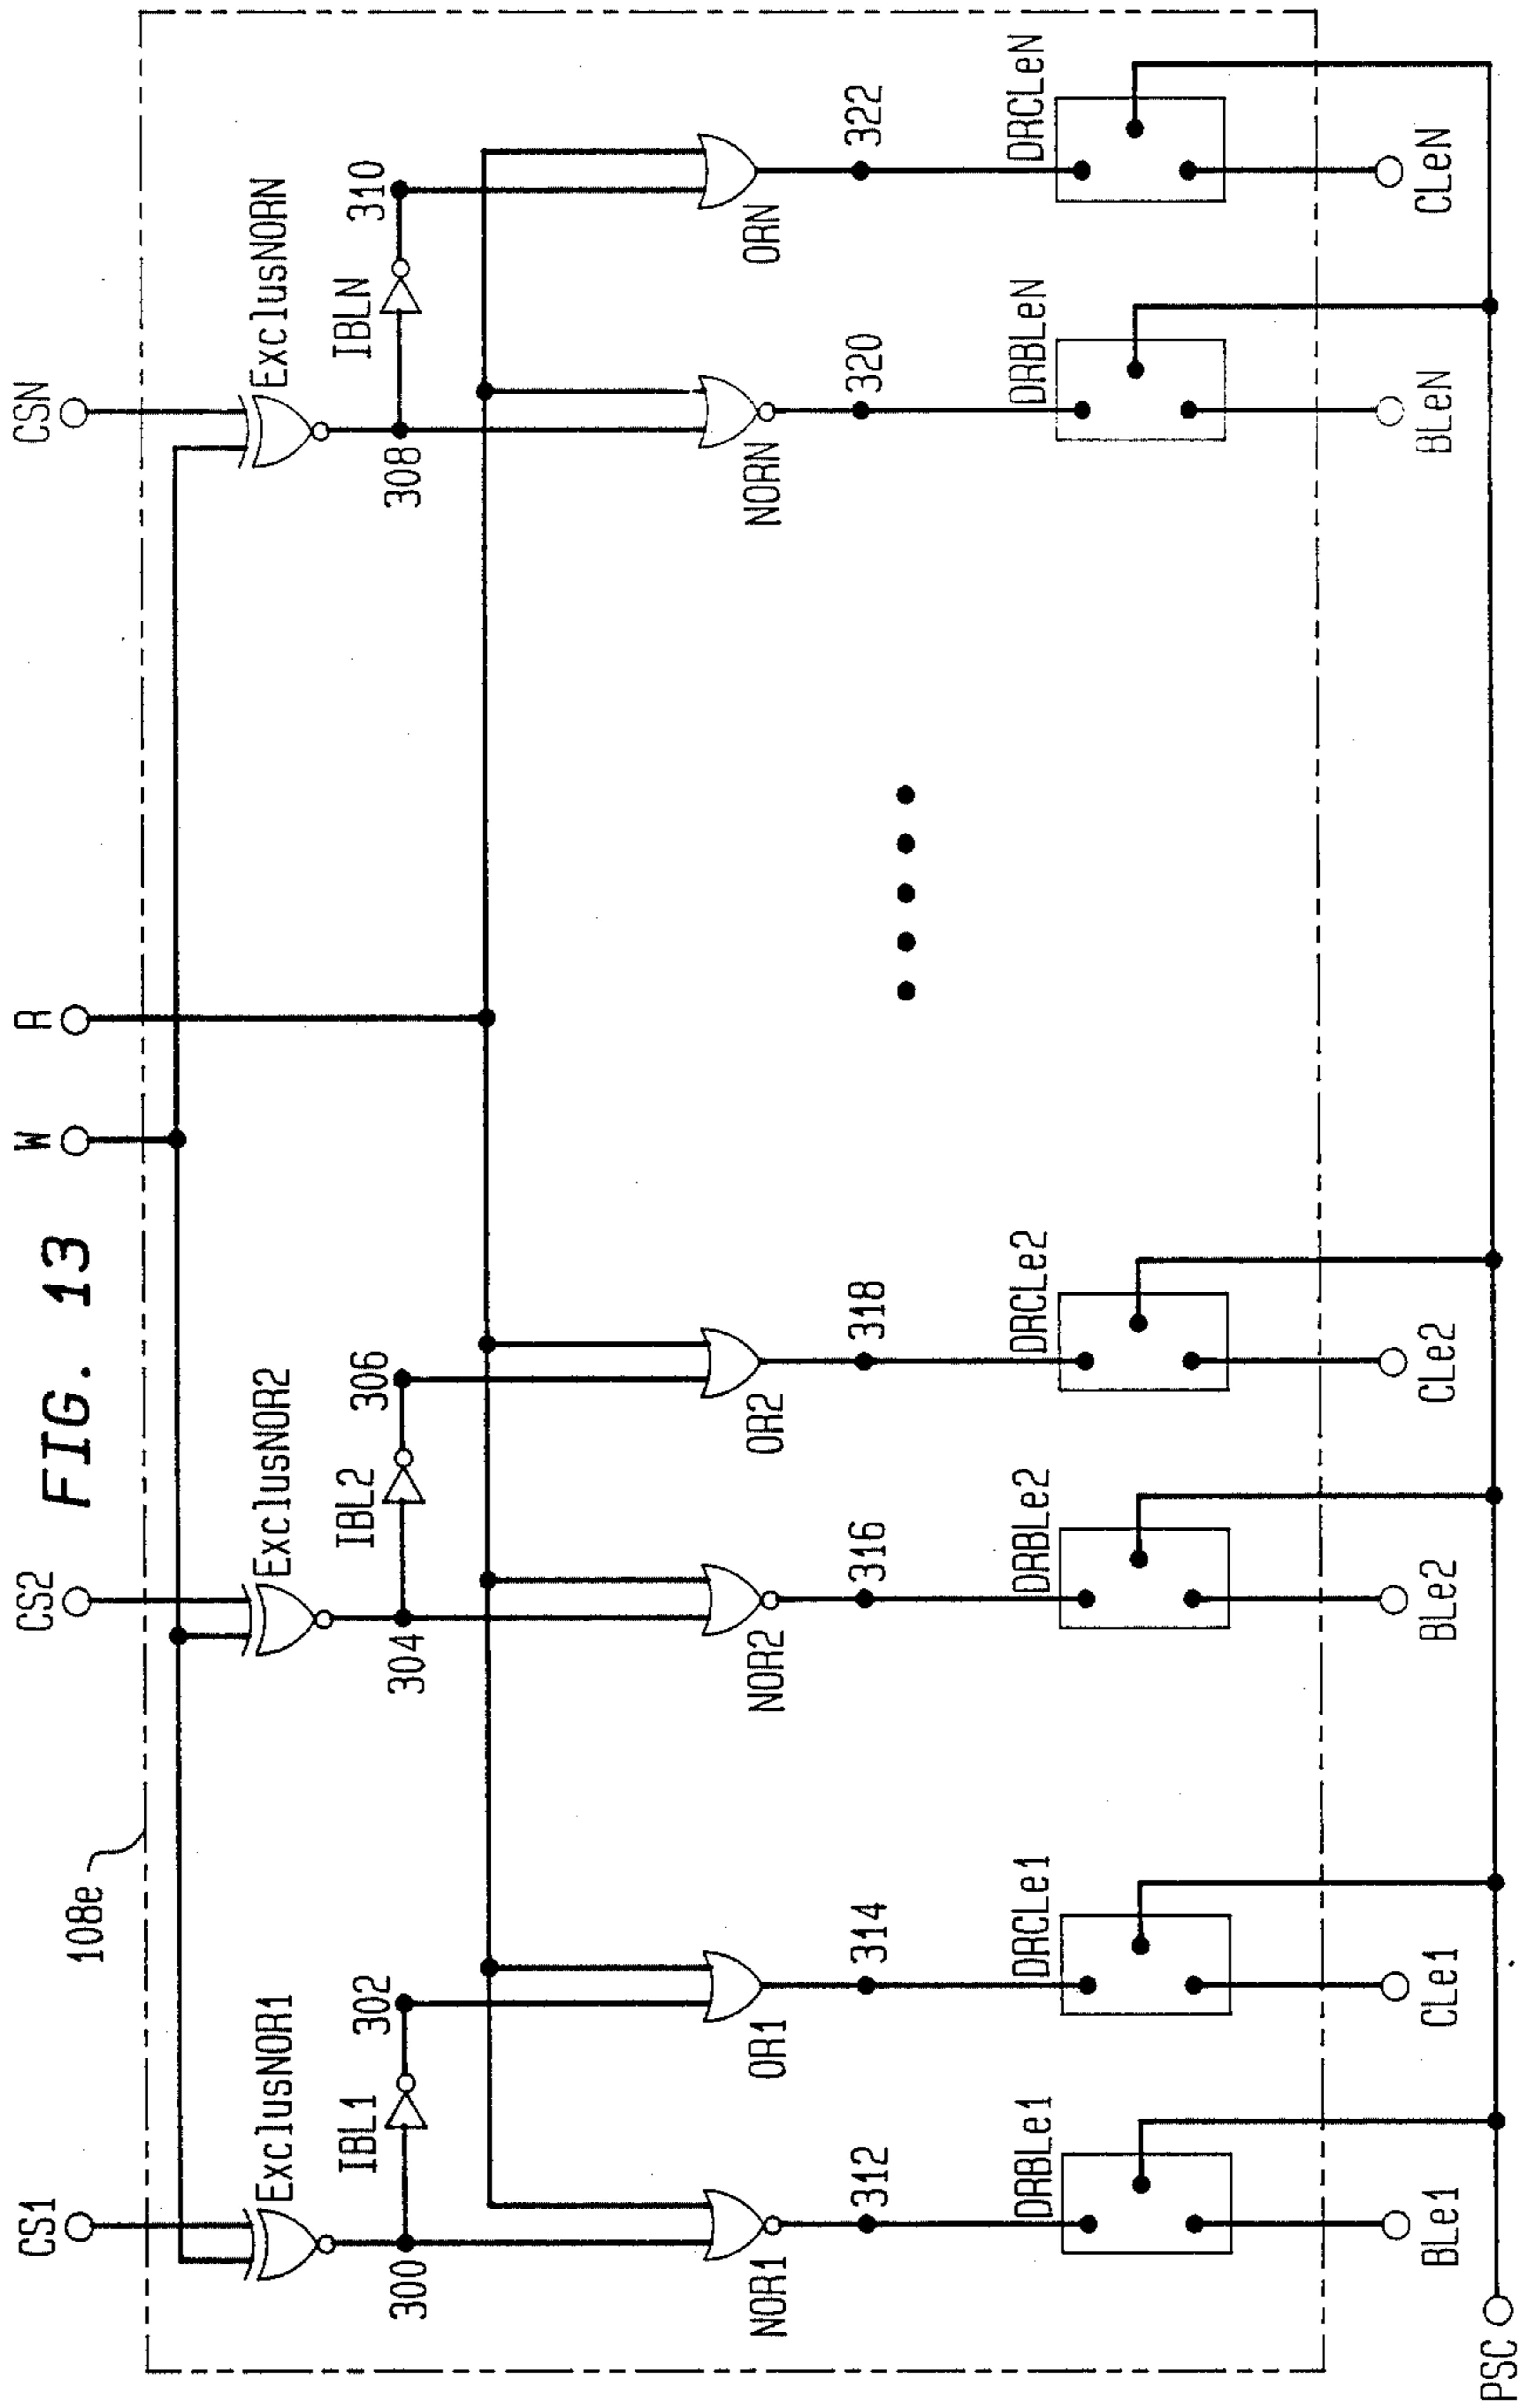 FIG. 13
108e
CS1
CS2
W
R
CSN
ExclusNOR1
ExclusNOR2
ExclusNORN
IBL1
302
IBL2
306
IBLN
310
300
304
308
NOR1
OR1
NOR2
OR2
NORN
ORN
312
314
316
318
320
322
DRBLe1
DRCLe1
DRBLe2
DRCLe2
DRBLeN
DRCLeN
BLe1
CLe1
BLe2
CLe2
BLeN
CLeN
PSC